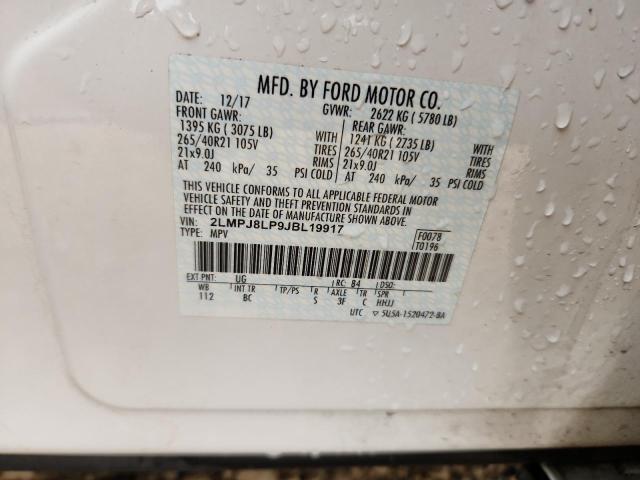 MFD. BY FORD MOTOR CO.
DATE: 12/17 GVWR: 2622 KG ( 5780 LB)
FRONT GAWR: REAR GAWR:
1395 KG ( 3075 LB) WITH 1241 KG ( 2735 LB) WITH
265/40R21 105V TIRES 265/40R21 105V TIRES
21x9.0J RIMS 21x9.0J RIMS
AT 240 kPa/ 35 PSI COLD AT 240 kPa/ 35 PSI COLD
THIS VEHICLE CONFORMS TO ALL APPLICABLE FEDERAL MOTOR
VEHICLE SAFETY AND THEFT PREVENTION STANDARDS IN
EFFECT ON THE DATE OF MANUFACTURE SHOWN ABOVE.
VIN: 2LMPJ8LP9JBL19917 F0078
TYPE: MPV T0196
EXT PNT: UG RC: 84 DSO:
WB INT TR TP/PS R AXLE TR SPR
112 BC S 3F C HHJJ
UTC ▽ 5U5A-1520472-BA